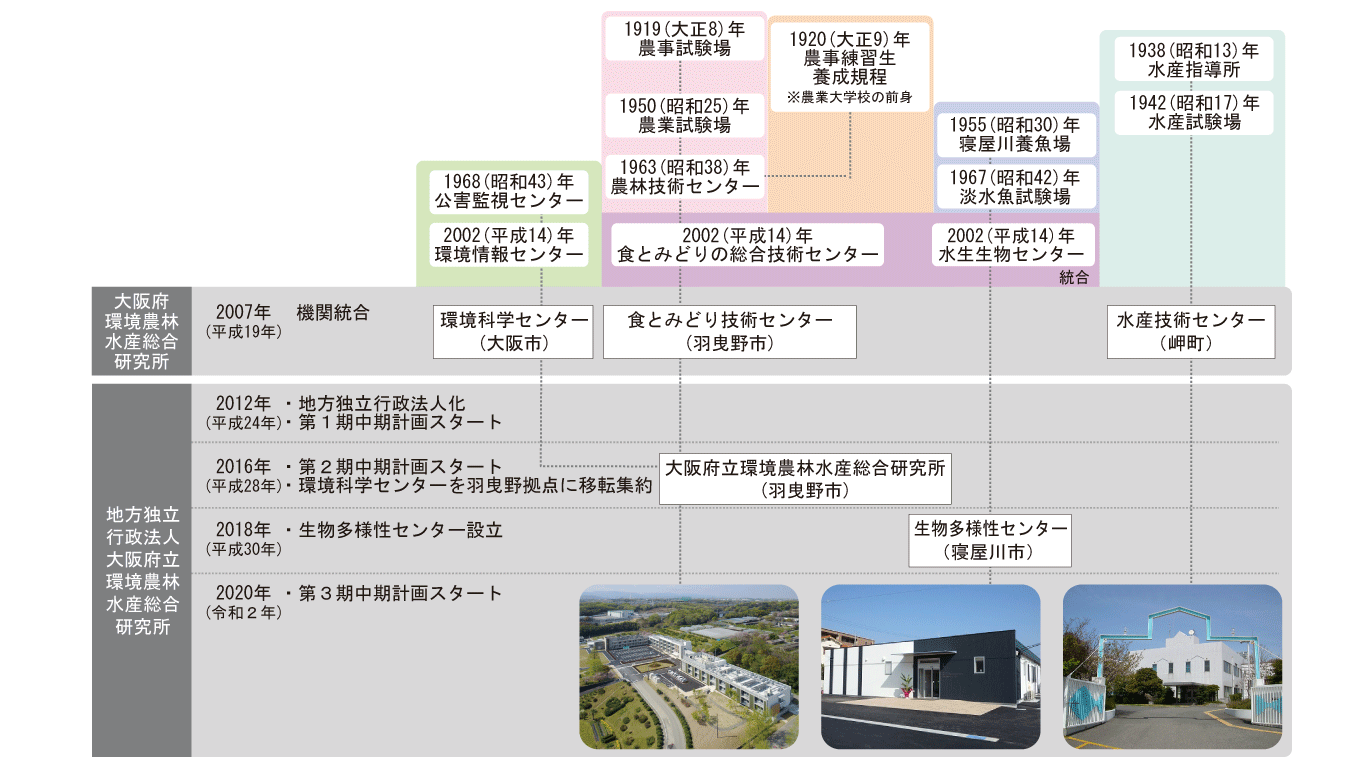 1919(大正8)年
農事試験場
1950(昭和25)年
農業試験場
1963(昭和38)年
農林技術センター
1920(大正9)年
農事練習生
養成規程
※農業大学校の前身
1955(昭和30)年
寝屋川養魚場
1967(昭和42)年
淡水魚試験場
1938(昭和13)年
水産指導所
1942(昭和17)年
水産試験場
1968(昭和43)年
公害監視センター
2002(平成14)年
環境情報センター
2002(平成14)年
食とみどりの総合技術センター
2002(平成14)年
水生生物センター
統合
大阪府
環境農林
水産総合
研究所
2007年 機関統合
(平成19年)
環境科学センター
(大阪市)
食とみどり技術センター
(羽曳野市)
水産技術センター
(岬町)
地方独立
行政法人
大阪府立
環境農林
水産総合
研究所
2012年 ・地方独立行政法人化
(平成24年)・第1期中期計画スタート
2016年 ・第2期中期計画スタート
(平成28年)・環境科学センターを羽曳野拠点に移転集約
大阪府立環境農林水産総合研究所
(羽曳野市)
2018年 ・生物多様性センター設立
(平成30年)
生物多様性センター
(寝屋川市)
2020年 ・第3期中期計画スタート
(令和2年)